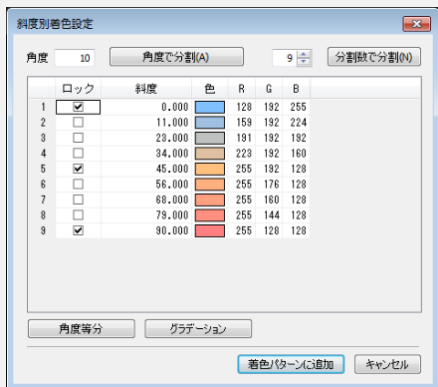 斜度別着色設定
角度 10 角度で分割(A) 9 分割数で分割(N)
ロック 斜度 色 R G B
1 0.000 128 192 255
2 11.000 159 192 224
3 23.000 191 192 192
4 34.000 223 192 160
5 45.000 255 192 128
6 56.000 255 176 128
7 68.000 255 160 128
8 79.000 255 144 128
9 90.000 255 128 128
角度等分 グラデーション
着色パターンに追加 キャンセル